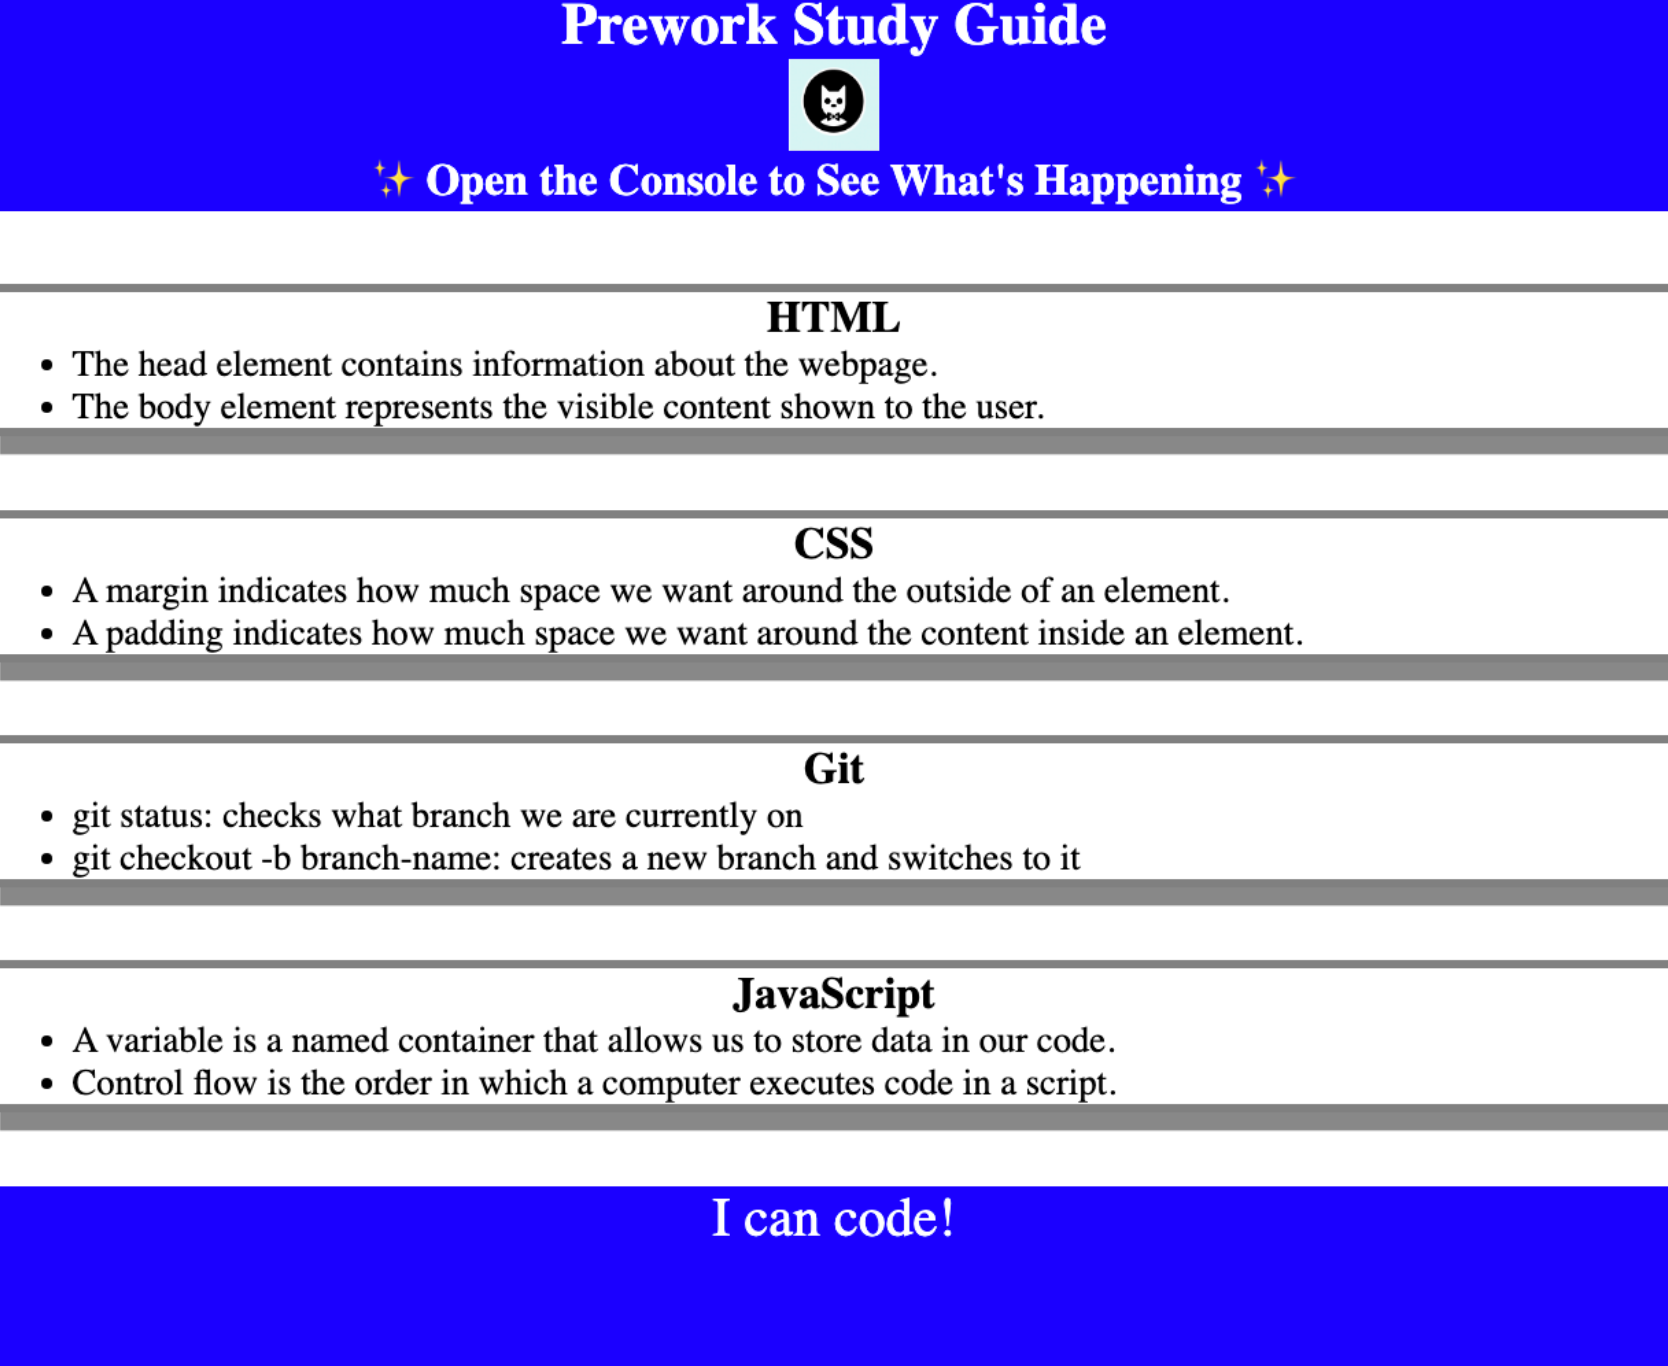 Prework Study Guide
✨ Open the Console to See What's Happening ✨
HTML
• The head element contains information about the webpage.
• The body element represents the visible content shown to the user.
CSS
• A margin indicates how much space we want around the outside of an element.
• A padding indicates how much space we want around the content inside an element.
Git
• git status: checks what branch we are currently on
• git checkout -b branch-name: creates a new branch and switches to it
JavaScript
• A variable is a named container that allows us to store data in our code.
• Control flow is the order in which a computer executes code in a script.
I can code!